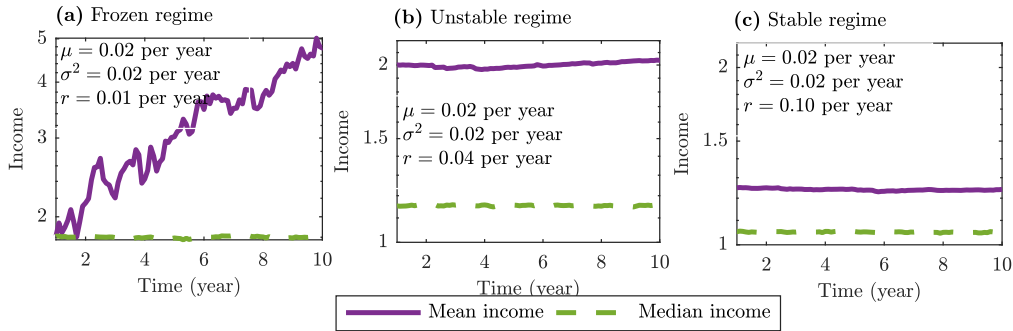 (a) Frozen regime
μ = 0.02 per year
σ² = 0.02 per year
r = 0.01 per year
5
4
3
2
Income
2 4 6 8 10
Time (year)
(b) Unstable regime
μ = 0.02 per year
σ² = 0.02 per year
r = 0.04 per year
2
1.5
1
Income
2 4 6 8 10
Time (year)
(c) Stable regime
μ = 0.02 per year
σ² = 0.02 per year
r = 0.10 per year
2
1.5
1
Income
2 4 6 8 10
Time (year)
Mean income Median income